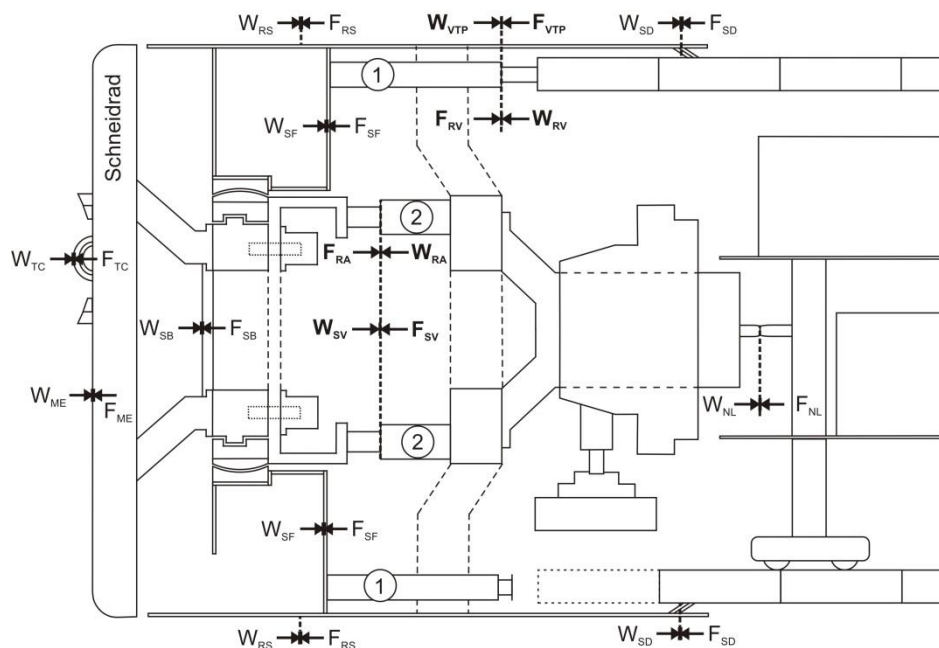 W_RS F_RS W_VTP F_VTP W_SD F_SD
1
F_RV W_RV
W_SF F_SF
Schneidrad
2
W_TC F_TC F_RA W_RA
W_SB F_SB W_SV F_SV
W_ME F_ME W_NL F_NL
2
W_SF F_SF
1
W_RS F_RS W_SD F_SD